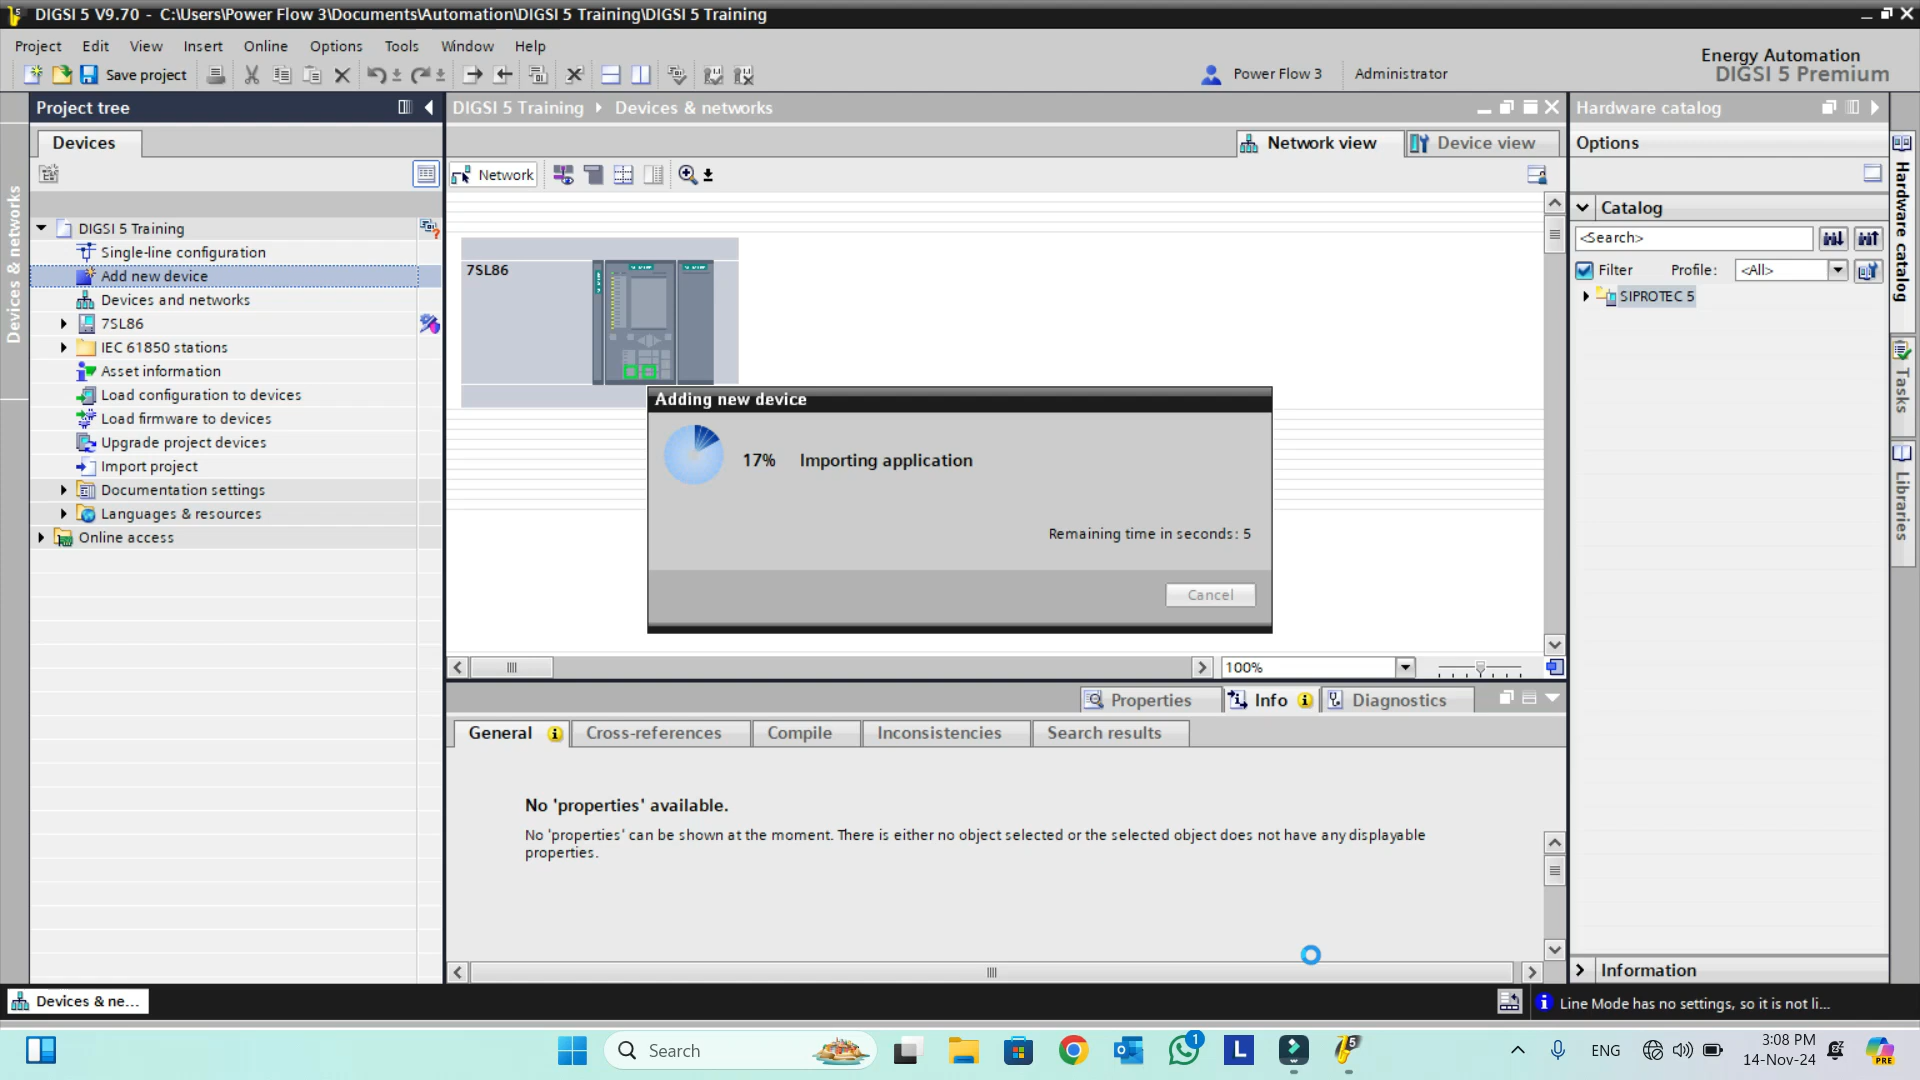 DIGSI 5 V9.70 - C:\Users\Power Flow 3\Documents\Automation\DIGSI 5 Training\DIGSI 5 Training
Project Edit View Insert Online Options Tools Window Help
Save project
Power Flow 3 Administrator
Energy Automation
DIGSI 5 Premium
Project tree
Devices
Devices & networks
DIGSI 5 Training
Single-line configuration
Add new device
Devices and networks
7SL86
IEC 61850 stations
Asset information
Load configuration to devices
Load firmware to devices
Upgrade project devices
Import project
Documentation settings
Languages & resources
Online access
DIGSI 5 Training Devices & networks
Network view Device view
Network
7SL86
Adding new device
17% Importing application
Remaining time in seconds: 5
Cancel
100%
Properties Info Diagnostics
General Cross-references Compile Inconsistencies Search results
No 'properties' available.
No 'properties' can be shown at the moment. There is either no object selected or the selected object does not have any displayable
properties.
Hardware catalog
Options
Catalog
<Search>
Filter Profile: <All>
SIPROTEC 5
Information
Hardware catalog
Tasks
Libraries
Devices & ne...
Line Mode has no settings, so it is not li...
Search
1
L
5
ENG
3:08 PM
14-Nov-24
PRE